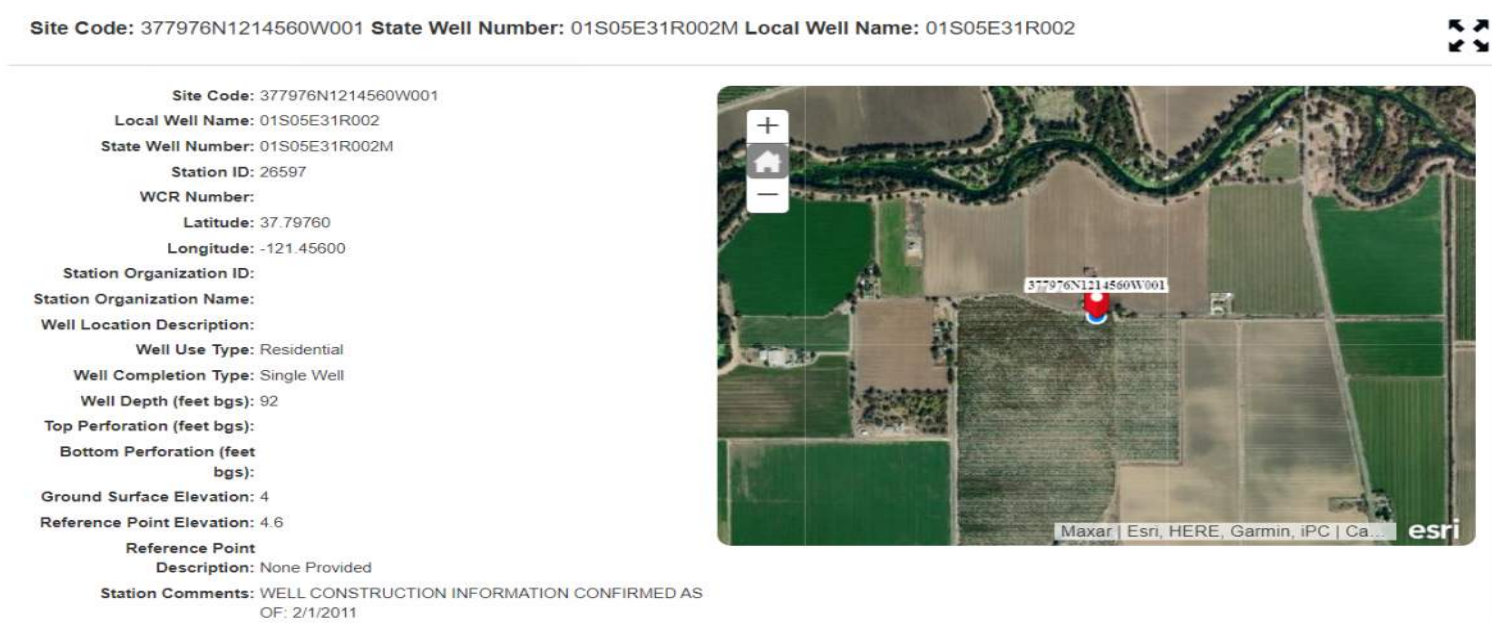 Site Code: 377976N1214560W001 State Well Number: 01S05E31R002M Local Well Name: 01S05E31R002
Site Code: 377976N1214560W001
Local Well Name: 01S05E31R002
State Well Number: 01S05E31R002M
Station ID: 26597
WCR Number:
Latitude: 37.79760
Longitude: -121.45600
Station Organization ID:
Station Organization Name:
Well Location Description:
Well Use Type: Residential
Well Completion Type: Single Well
Well Depth (feet bgs): 92
Top Perforation (feet bgs):
Bottom Perforation (feet
bgs):
Ground Surface Elevation: 4
Reference Point Elevation: 4.6
Reference Point
Description: None Provided
Station Comments: WELL CONSTRUCTION INFORMATION CONFIRMED AS
OF: 2/1/2011
+
−
377976N1214560W001
Maxar | Esri, HERE, Garmin, iPC | Ca...
esri